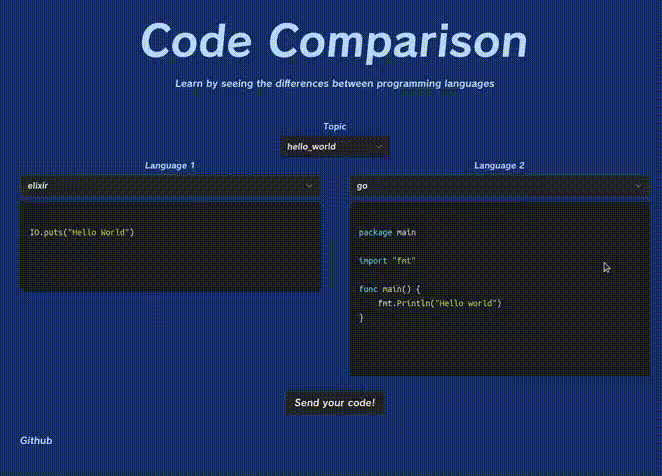 Code Comparison
Learn by seeing the differences between programming languages
Topic
hello_world
Language 1
elixir
IO.puts("Hello World")
Language 2
go
package main
import "fmt"
func main() {
    fmt.Println("Hello world")
}
Send your code!
Github